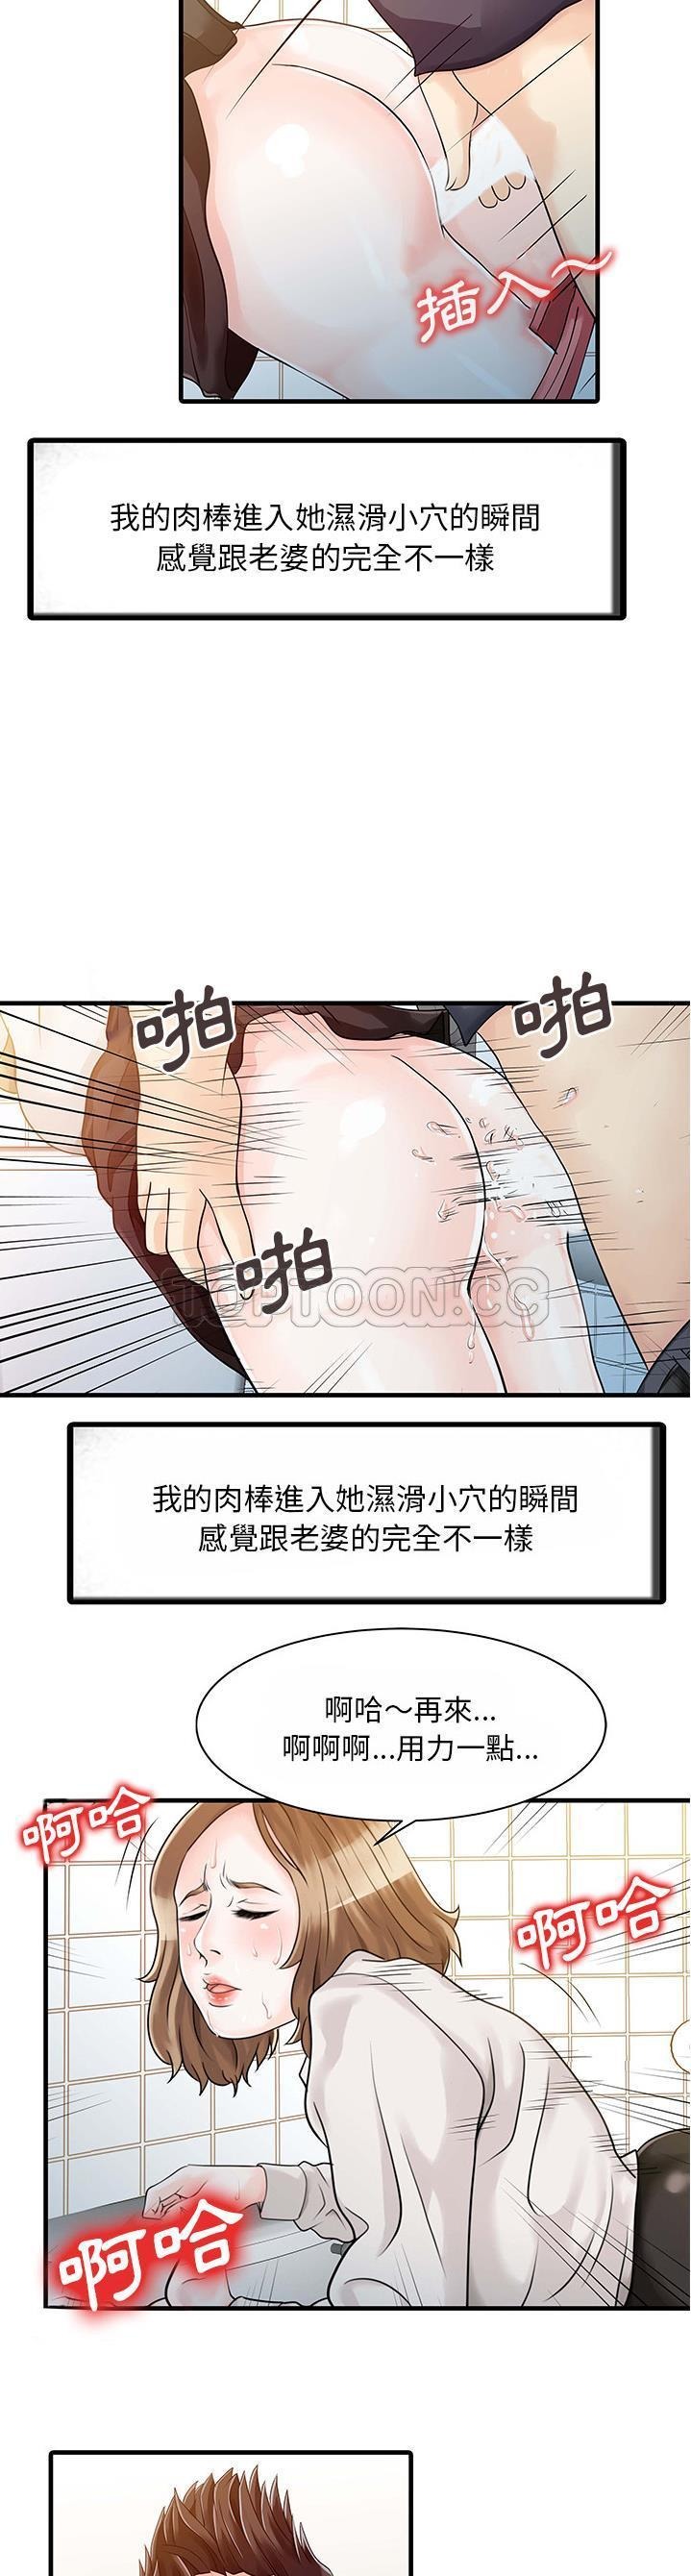 插入～
我的肉棒進入她濕滑小穴的瞬間
感覺跟老婆的完全不一樣
啪
啪
啪
TOPTOON.CC
我的肉棒進入她濕滑小穴的瞬間
感覺跟老婆的完全不一樣
啊哈～再來...
啊啊啊...用力一點...
啊哈
啊哈
啊哈